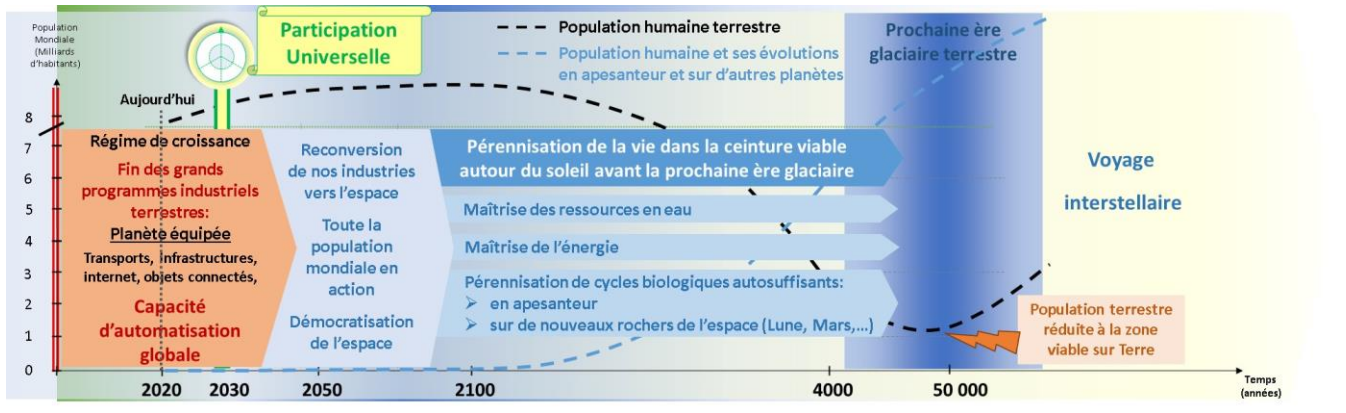 Population
Mondiale
(Milliards
d'habitants)
Participation
Universelle
Population humaine terrestre
Population humaine et ses évolutions
en apesanteur et sur d'autres planètes
Prochaine ère
glaciaire terrestre
Aujourd'hui
8
7
6
5
4
3
2
1
0
Régime de croissance
Fin des grands
programmes industriels
terrestres:
Planète équipée
Transports, infrastructures,
internet, objets connectés,
Capacité
d'automatisation
globale
Reconversion
de nos industries
vers l'espace
Toute la
population
mondiale en
action
Démocratisation
de l'espace
Pérennisation de la vie dans la ceinture viable
autour du soleil avant la prochaine ère glaciaire
Maîtrise des ressources en eau
Maîtrise de l'énergie
Pérennisation de cycles biologiques autosuffisants:
➢ en apesanteur
➢ sur de nouveaux rochers de l'espace (Lune, Mars,...)
Voyage
interstellaire
Population terrestre
réduite à la zone
viable sur Terre
2020
2030
2050
2100
4000
50 000
Temps
(années)